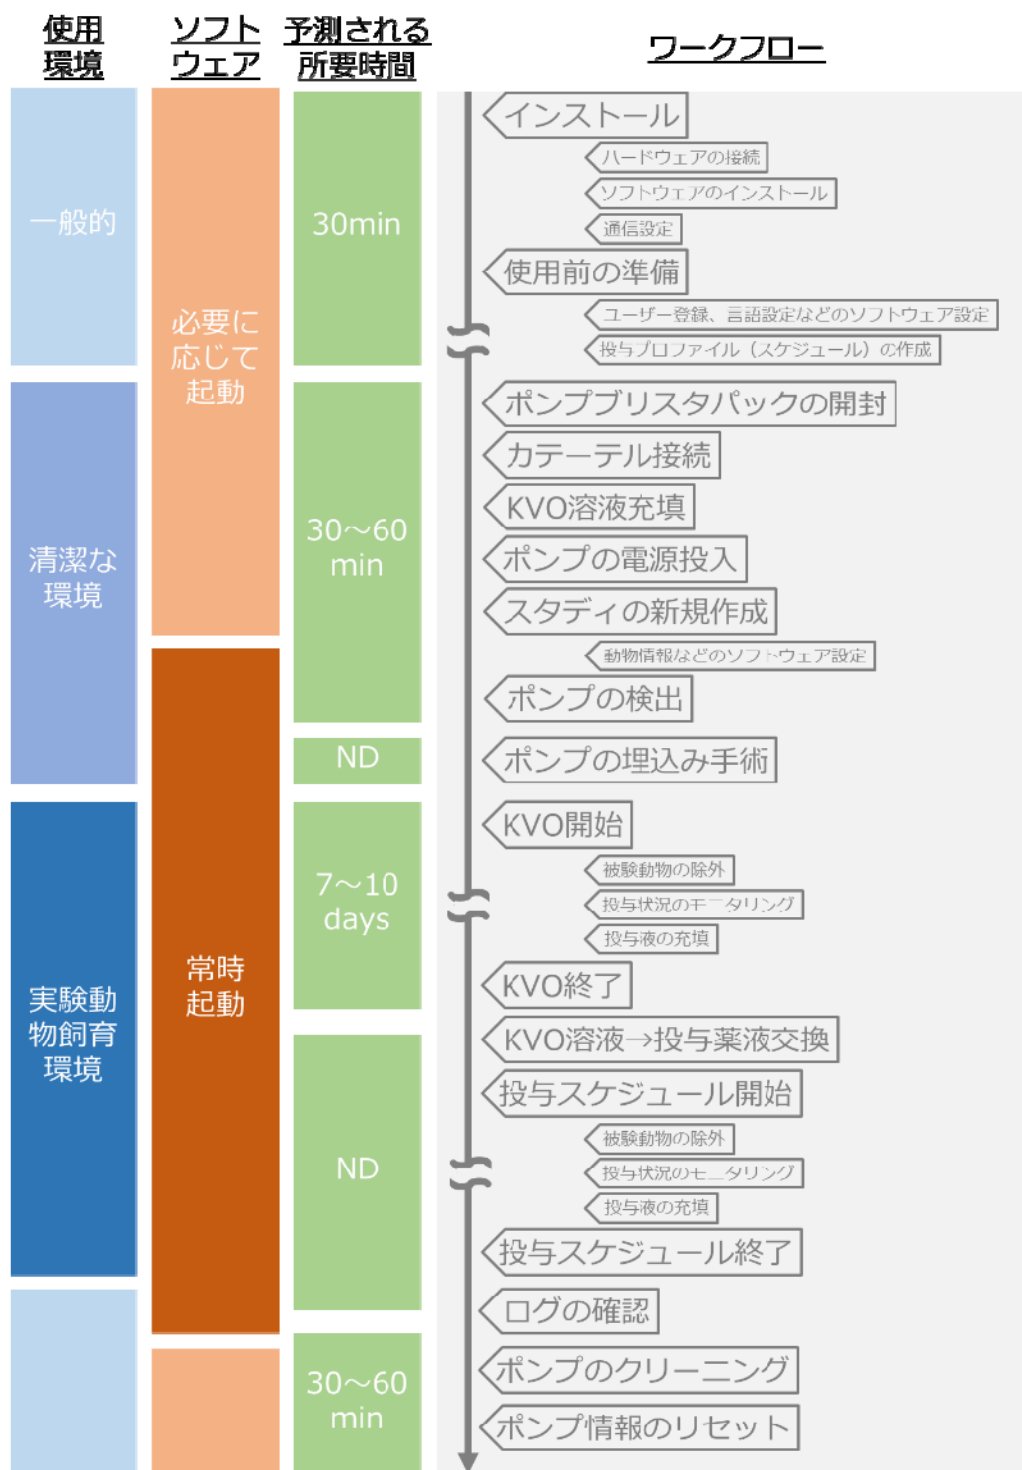 使用
環境
ソフト
ウェア
予測される
所要時間
ワークフロー
一般的
清潔な
環境
実験動
物飼育
環境
必要に
応じて
起動
常時
起動
30min
30～60
min
ND
7～10
days
ND
30～60
min
インストール
ハードウェアの接続
ソフトウェアのインストール
通信設定
使用前の準備
ユーザー登録、言語設定などのソフトウェア設定
投与プロファイル（スケジュール）の作成
ポンプブリスタパックの開封
カテーテル接続
KVO溶液充填
ポンプの電源投入
スタディの新規作成
動物情報などのソフトウェア設定
ポンプの検出
ポンプの埋込み手術
KVO開始
被験動物の除外
投与状況のモニタリング
投与液の充填
KVO終了
KVO溶液→投与薬液交換
投与スケジュール開始
被験動物の除外
投与状況のモニタリング
投与液の充填
投与スケジュール終了
ログの確認
ポンプのクリーニング
ポンプ情報のリセット